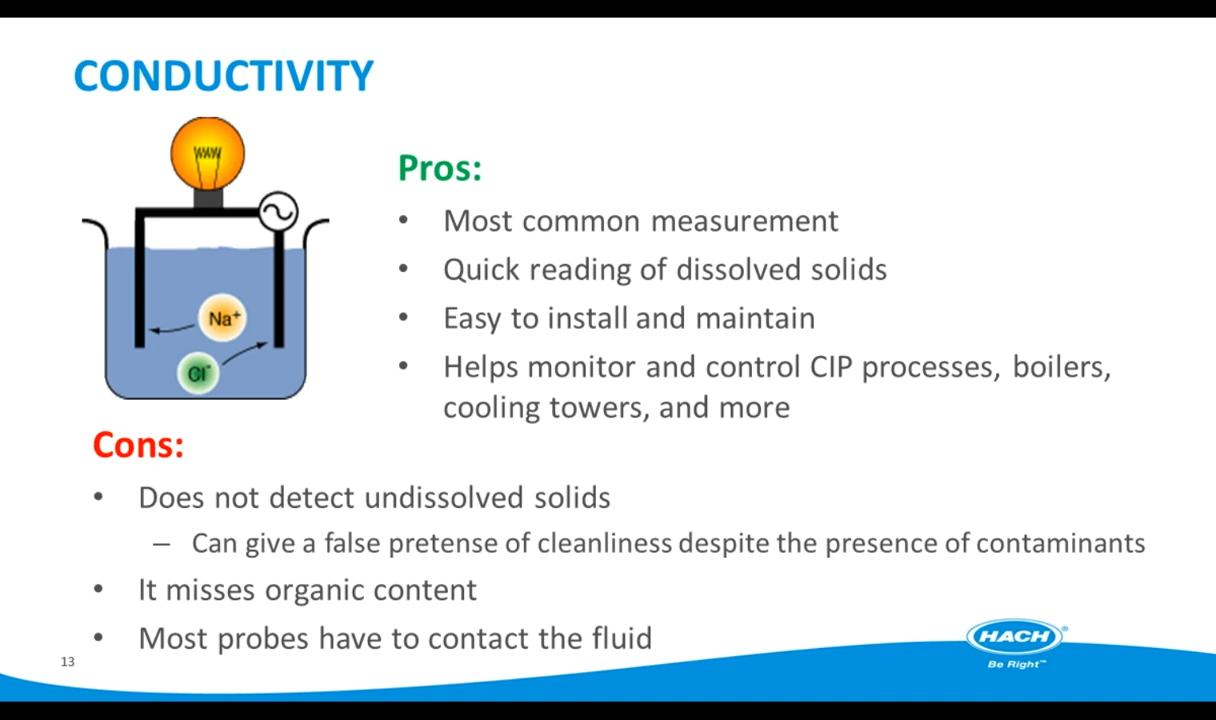 CONDUCTIVITY
Na⁺
Cl⁻
Pros:
• Most common measurement
• Quick reading of dissolved solids
• Easy to install and maintain
• Helps monitor and control CIP processes, boilers,
cooling towers, and more
Cons:
• Does not detect undissolved solids
– Can give a false pretense of cleanliness despite the presence of contaminants
• It misses organic content
• Most probes have to contact the fluid
13
HACH®
Be Right™